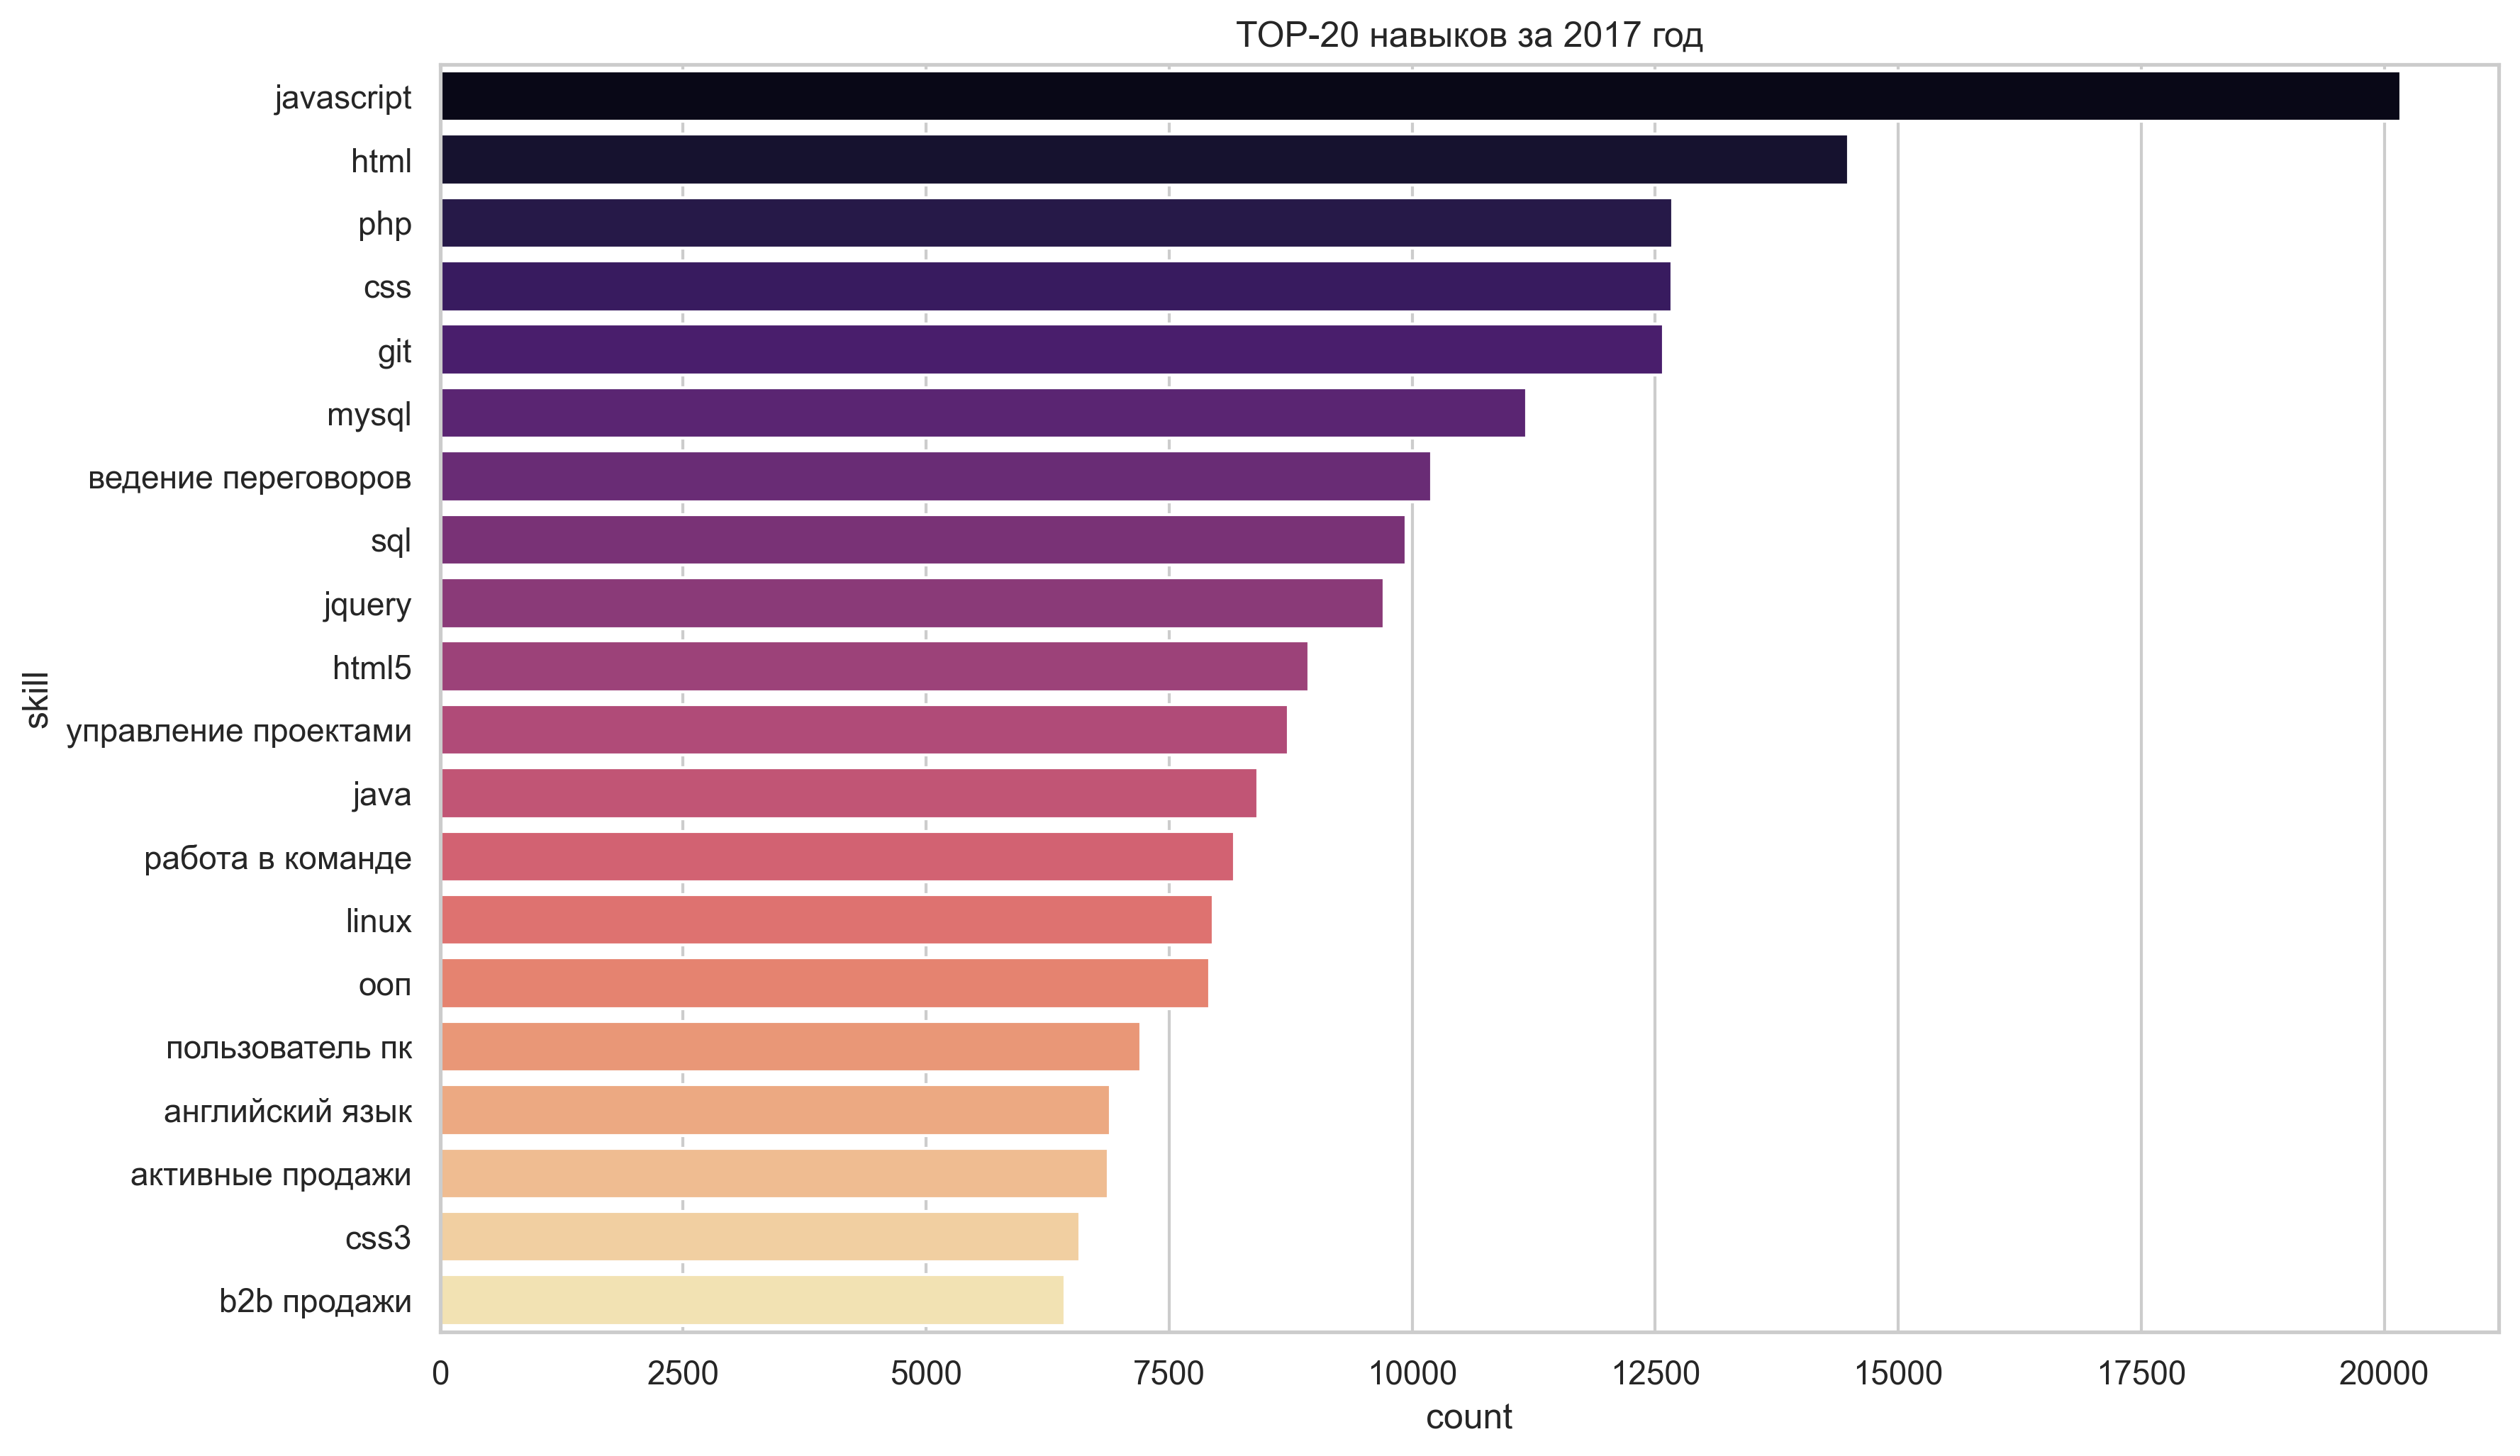 TOP-20 навыков за 2017 год
javascript
html
php
css
git
mysql
ведение переговоров
sql
jquery
html5
управление проектами
java
работа в команде
linux
ооп
пользователь пк
английский язык
активные продажи
css3
b2b продажи
skill
0 2500 5000 7500 10000 12500 15000 17500 20000
count